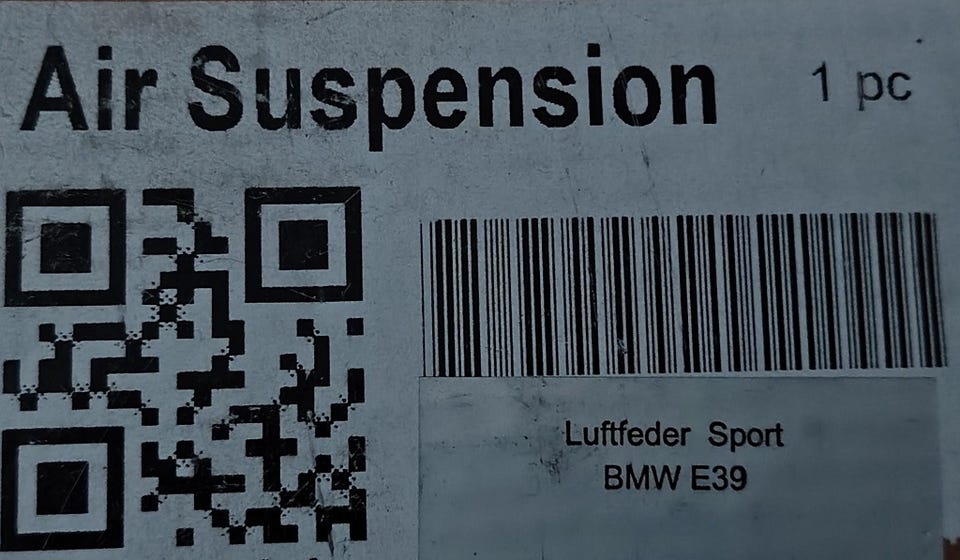 Air Suspension 1 pc
Luftfeder Sport
BMW E39